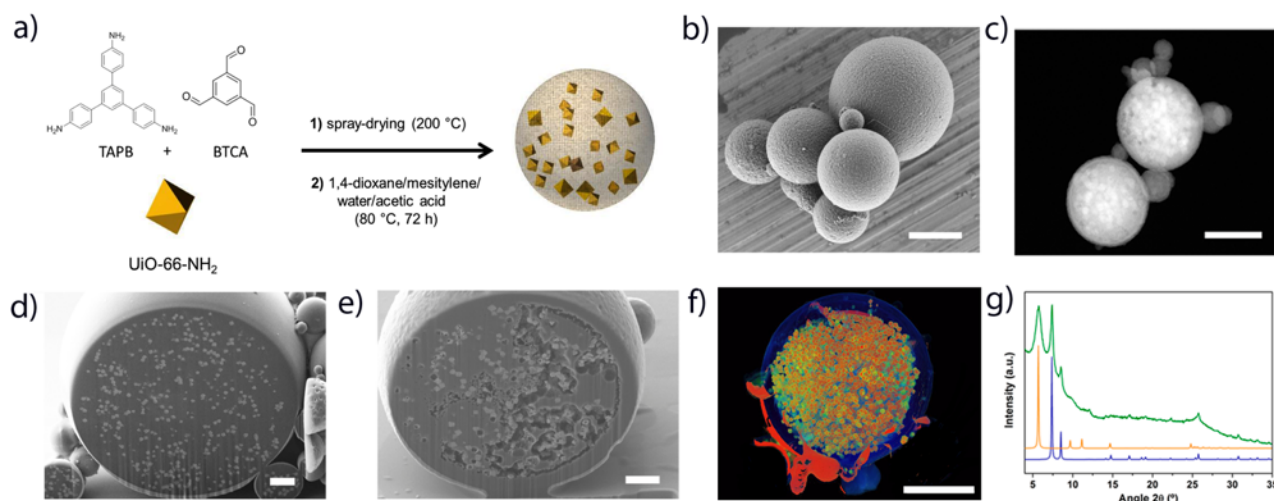 a)
NH₂
H₂N
NH₂
TAPB
+
O
O
O
BTCA
UiO-66-NH₂
1) spray-drying (200 °C)
2) 1,4-dioxane/mesitylene/
water/acetic acid
(80 °C, 72 h)
b)
c)
d)
e)
f)
g)
Intensity (a.u.)
5 10 15 20 25 30 35
Angle 2θ (º)